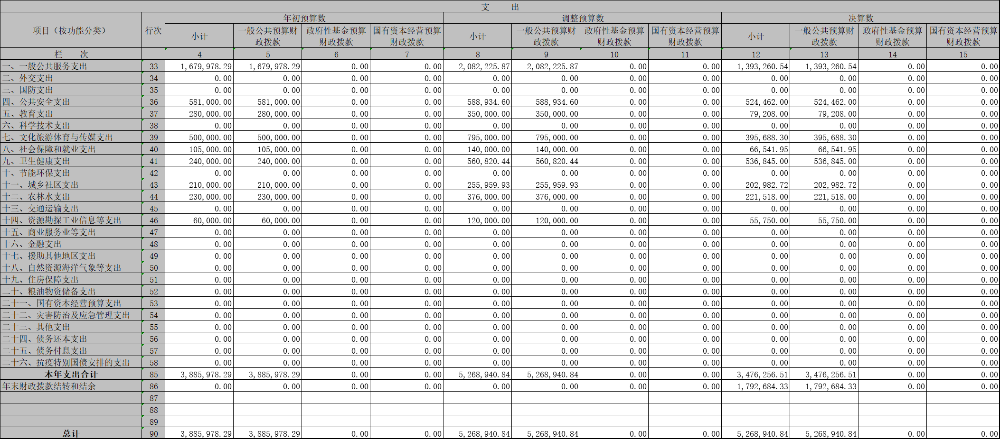 支 出
项目（按功能分类） 行次 年初预算数 调整预算数 决算数
小计 一般公共预算财政拨款 政府性基金预算财政拨款 国有资本经营预算财政拨款 小计 一般公共预算财政拨款 政府性基金预算财政拨款 国有资本经营预算财政拨款 小计 一般公共预算财政拨款 政府性基金预算财政拨款 国有资本经营预算财政拨款
栏 次 4 5 6 7 8 9 10 11 12 13 14 15
一、一般公共服务支出 33 1,679,978.29 1,679,978.29 0.00 0.00 2,082,225.87 2,082,225.87 0.00 0.00 1,393,260.54 1,393,260.54 0.00 0.00
二、外交支出 34 0.00 0.00 0.00 0.00 0.00 0.00 0.00 0.00 0.00 0.00 0.00 0.00
三、国防支出 35 0.00 0.00 0.00 0.00 0.00 0.00 0.00 0.00 0.00 0.00 0.00 0.00
四、公共安全支出 36 581,000.00 581,000.00 0.00 0.00 588,934.60 588,934.60 0.00 0.00 524,462.00 524,462.00 0.00 0.00
五、教育支出 37 280,000.00 280,000.00 0.00 0.00 350,000.00 350,000.00 0.00 0.00 79,208.00 79,208.00 0.00 0.00
六、科学技术支出 38 0.00 0.00 0.00 0.00 0.00 0.00 0.00 0.00 0.00 0.00 0.00 0.00
七、文化旅游体育与传媒支出 39 500,000.00 500,000.00 0.00 0.00 795,000.00 795,000.00 0.00 0.00 395,688.30 395,688.30 0.00 0.00
八、社会保障和就业支出 40 105,000.00 105,000.00 0.00 0.00 140,000.00 140,000.00 0.00 0.00 66,541.95 66,541.95 0.00 0.00
九、卫生健康支出 41 240,000.00 240,000.00 0.00 0.00 560,820.44 560,820.44 0.00 0.00 536,845.00 536,845.00 0.00 0.00
十、节能环保支出 42 0.00 0.00 0.00 0.00 0.00 0.00 0.00 0.00 0.00 0.00 0.00 0.00
十一、城乡社区支出 43 210,000.00 210,000.00 0.00 0.00 255,959.93 255,959.93 0.00 0.00 202,982.72 202,982.72 0.00 0.00
十二、农林水支出 44 230,000.00 230,000.00 0.00 0.00 376,000.00 376,000.00 0.00 0.00 221,518.00 221,518.00 0.00 0.00
十三、交通运输支出 45 0.00 0.00 0.00 0.00 0.00 0.00 0.00 0.00 0.00 0.00 0.00 0.00
十四、资源勘探工业信息等支出 46 60,000.00 60,000.00 0.00 0.00 120,000.00 120,000.00 0.00 0.00 55,750.00 55,750.00 0.00 0.00
十五、商业服务业等支出 47 0.00 0.00 0.00 0.00 0.00 0.00 0.00 0.00 0.00 0.00 0.00 0.00
十六、金融支出 48 0.00 0.00 0.00 0.00 0.00 0.00 0.00 0.00 0.00 0.00 0.00 0.00
十七、援助其他地区支出 49 0.00 0.00 0.00 0.00 0.00 0.00 0.00 0.00 0.00 0.00 0.00 0.00
十八、自然资源海洋气象等支出 50 0.00 0.00 0.00 0.00 0.00 0.00 0.00 0.00 0.00 0.00 0.00 0.00
十九、住房保障支出 51 0.00 0.00 0.00 0.00 0.00 0.00 0.00 0.00 0.00 0.00 0.00 0.00
二十、粮油物资储备支出 52 0.00 0.00 0.00 0.00 0.00 0.00 0.00 0.00 0.00 0.00 0.00 0.00
二十一、国有资本经营预算支出 53 0.00 0.00 0.00 0.00 0.00 0.00 0.00 0.00 0.00 0.00 0.00 0.00
二十二、灾害防治及应急管理支出 54 0.00 0.00 0.00 0.00 0.00 0.00 0.00 0.00 0.00 0.00 0.00 0.00
二十三、其他支出 55 0.00 0.00 0.00 0.00 0.00 0.00 0.00 0.00 0.00 0.00 0.00 0.00
二十四、债务还本支出 56 0.00 0.00 0.00 0.00 0.00 0.00 0.00 0.00 0.00 0.00 0.00 0.00
二十五、债务付息支出 57 0.00 0.00 0.00 0.00 0.00 0.00 0.00 0.00 0.00 0.00 0.00 0.00
二十六、抗疫特别国债安排的支出 58 0.00 0.00 0.00 0.00 0.00 0.00 0.00 0.00 0.00 0.00 0.00 0.00
本年支出合计 85 3,885,978.29 3,885,978.29 0.00 0.00 5,268,940.84 5,268,940.84 0.00 0.00 3,476,256.51 3,476,256.51 0.00 0.00
年末财政拨款结转和结余 86 0.00 0.00 0.00 0.00 0.00 0.00 0.00 0.00 1,792,684.33 1,792,684.33 0.00 0.00
87
88
89
总计 90 3,885,978.29 3,885,978.29 0.00 0.00 5,268,940.84 5,268,940.84 0.00 0.00 5,268,940.84 5,268,940.84 0.00 0.00